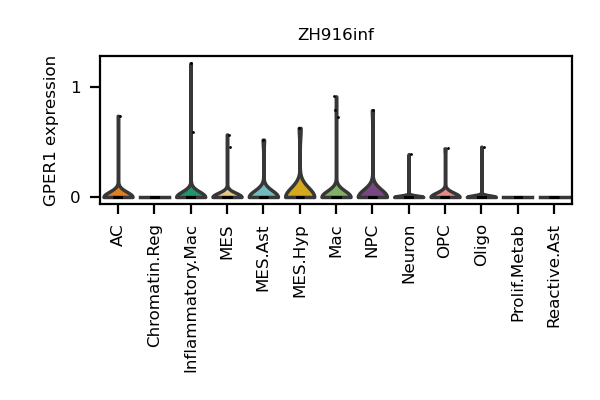 ZH916inf
GPER1 expression
1
0
AC
Chromatin.Reg
Inflammatory.Mac
MES
MES.Ast
MES.Hyp
Mac
NPC
Neuron
OPC
Oligo
Prolif.Metab
Reactive.Ast